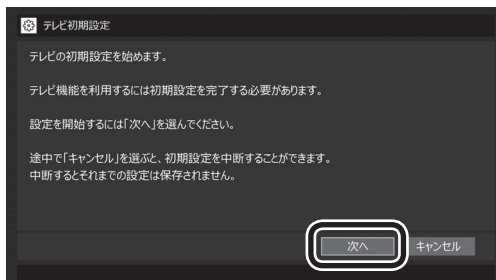 テレビ初期設定
テレビの初期設定を始めます。
テレビ機能を利用するには初期設定を完了する必要があります。
設定を開始するには「次へ」を選んでください。
途中で「キャンセル」を選ぶと、初期設定を中断することができます。
中断するとそれまでの設定は保存されません。
次へ
キャンセル